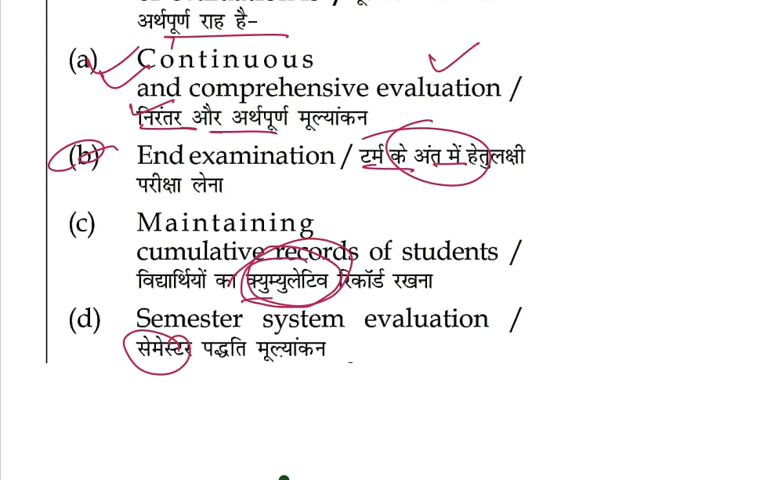 अर्थपूर्ण राह है–
(a) Continuous
and comprehensive evaluation /
निरंतर और अर्थपूर्ण मूल्यांकन
(b) End examination / टर्म के अंत में हेतुलक्षी
परीक्षा लेना
(c) Maintaining
cumulative records of students /
विद्यार्थियों का क्युम्युलेटिव रिकॉर्ड रखना
(d) Semester system evaluation /
सेमेस्टर पद्धति मूल्यांकन